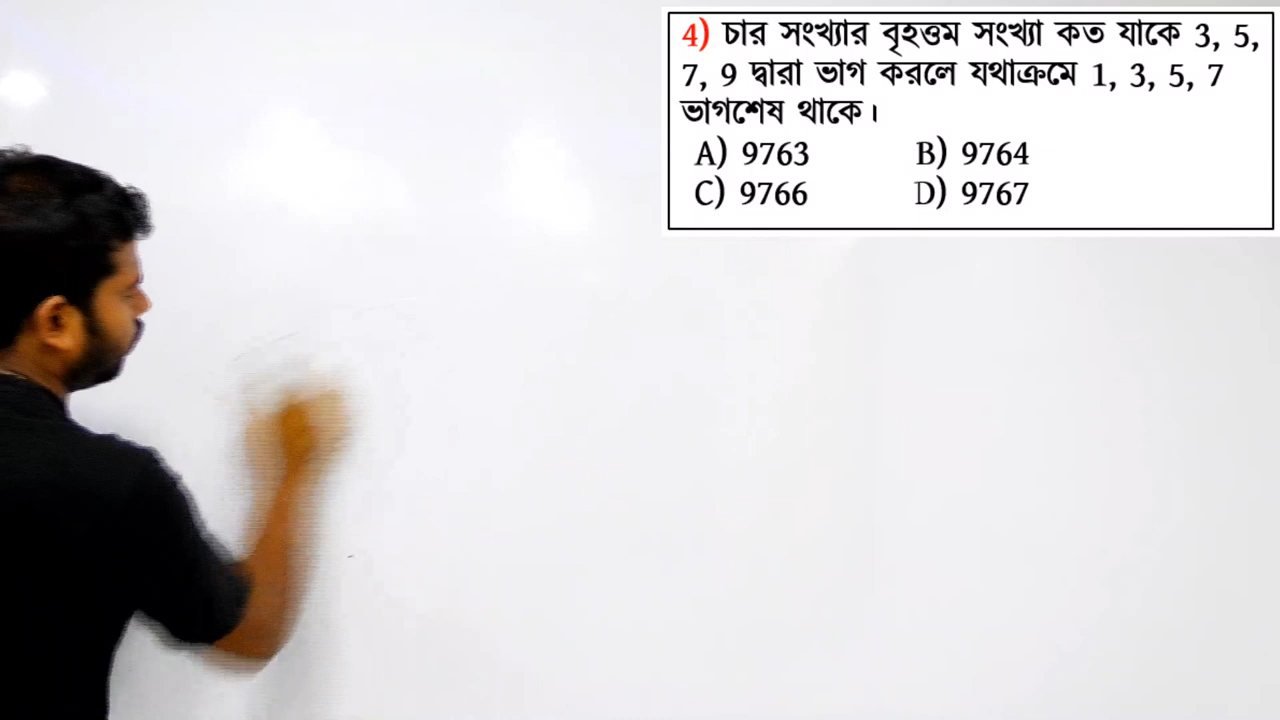 4) চার সংখ্যার বৃহত্তম সংখ্যা কত যাকে 3, 5,
7, 9 দ্বারা ভাগ করলে যথাক্রমে 1, 3, 5, 7
ভাগশেষ থাকে।
A) 9763 B) 9764
C) 9766 D) 9767